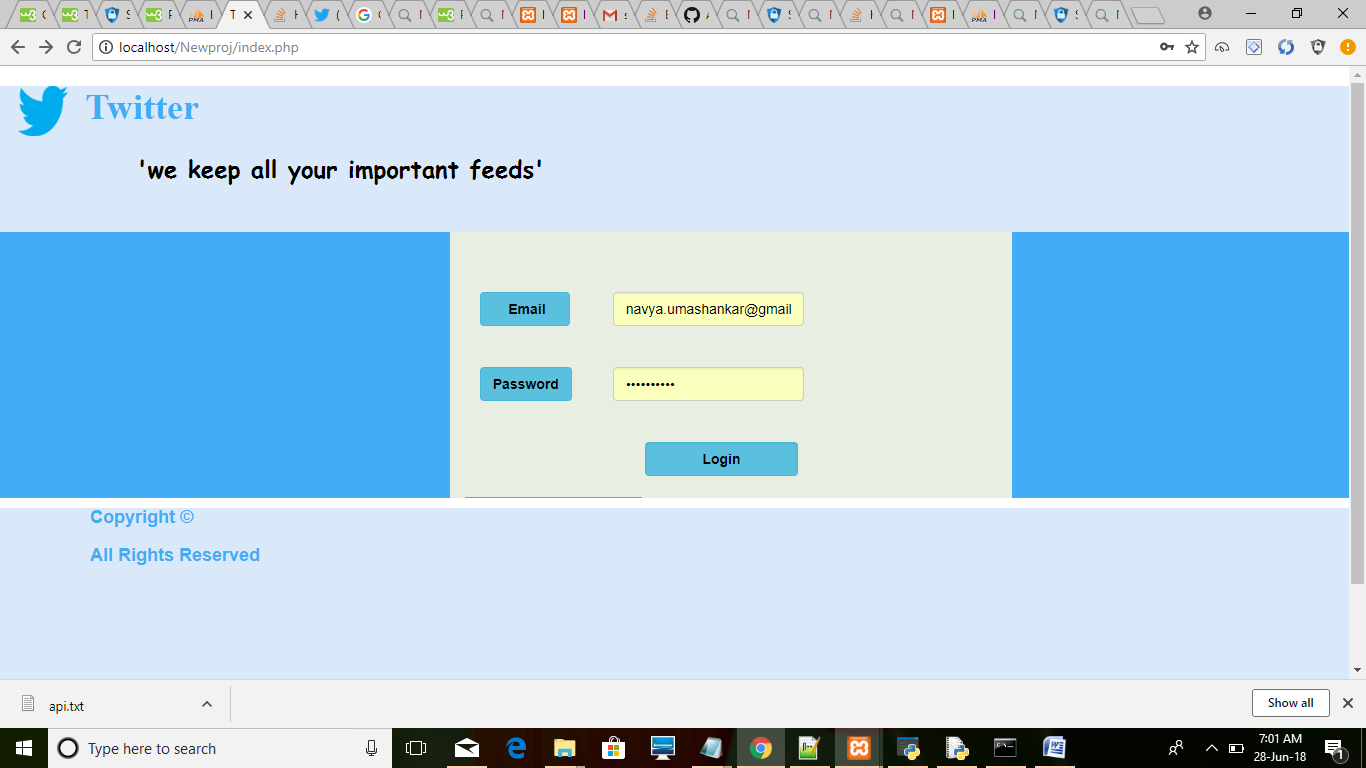 localhost/Newproj/index.php
Twitter
'we keep all your important feeds'
Email
navya.umashankar@gmail
Password
••••••••••
Login
Copyright ©
All Rights Reserved
api.txt
Show all
Type here to search
7:01 AM
28-Jun-18
1